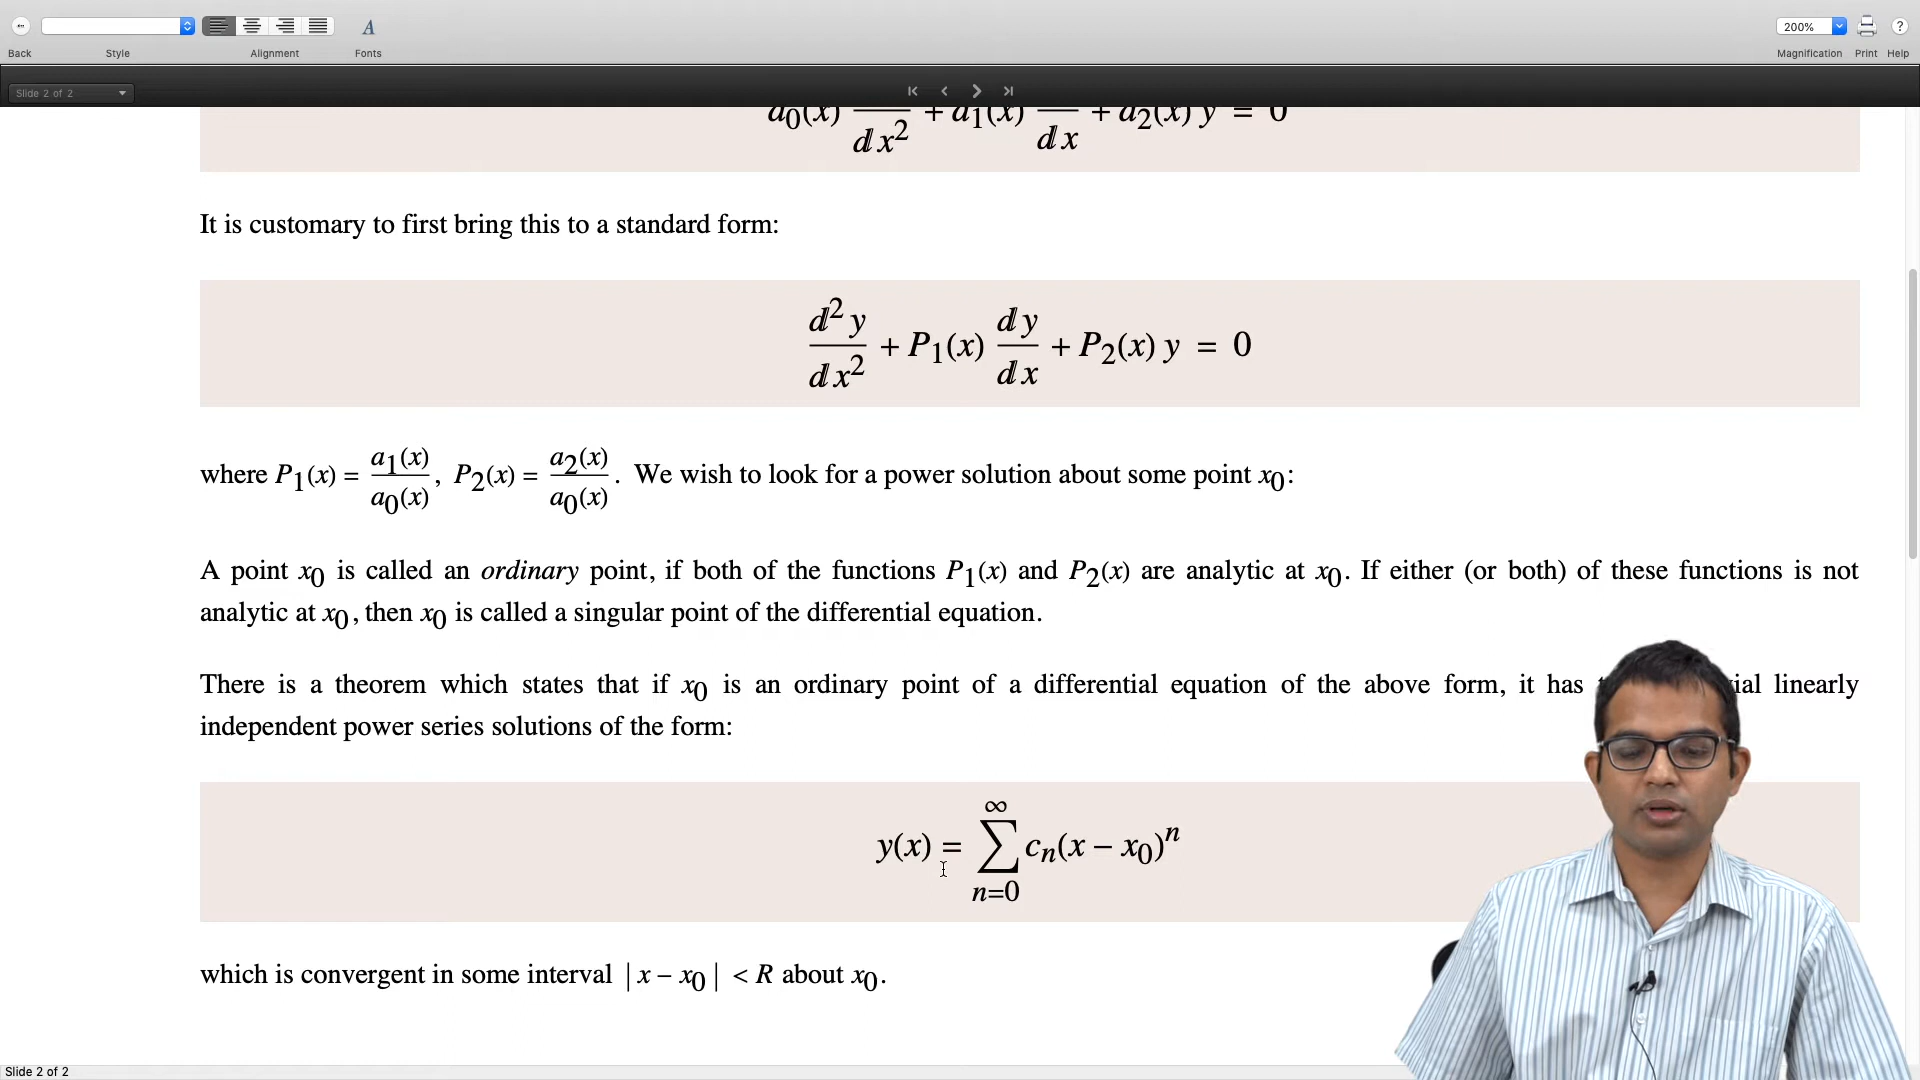 200%
Back Style Alignment Fonts Magnification Print Help
Slide 2 of 2
a0(x) / dx² + a1(x) / dx + a2(x) y = 0
It is customary to first bring this to a standard form:
d²y/dx² + P1(x) dy/dx + P2(x) y = 0
where P1(x) = a1(x)/a0(x), P2(x) = a2(x)/a0(x). We wish to look for a power solution about some point x0:
A point x0 is called an ordinary point, if both of the functions P1(x) and P2(x) are analytic at x0. If either (or both) of these functions is not
analytic at x0, then x0 is called a singular point of the differential equation.
There is a theorem which states that if x0 is an ordinary point of a differential equation of the above form, it has linearly
independent power series solutions of the form:
y(x) = ∑_{n=0}^{∞} cn(x − x0)ⁿ
which is convergent in some interval |x − x0| < R about x0.
Slide 2 of 2